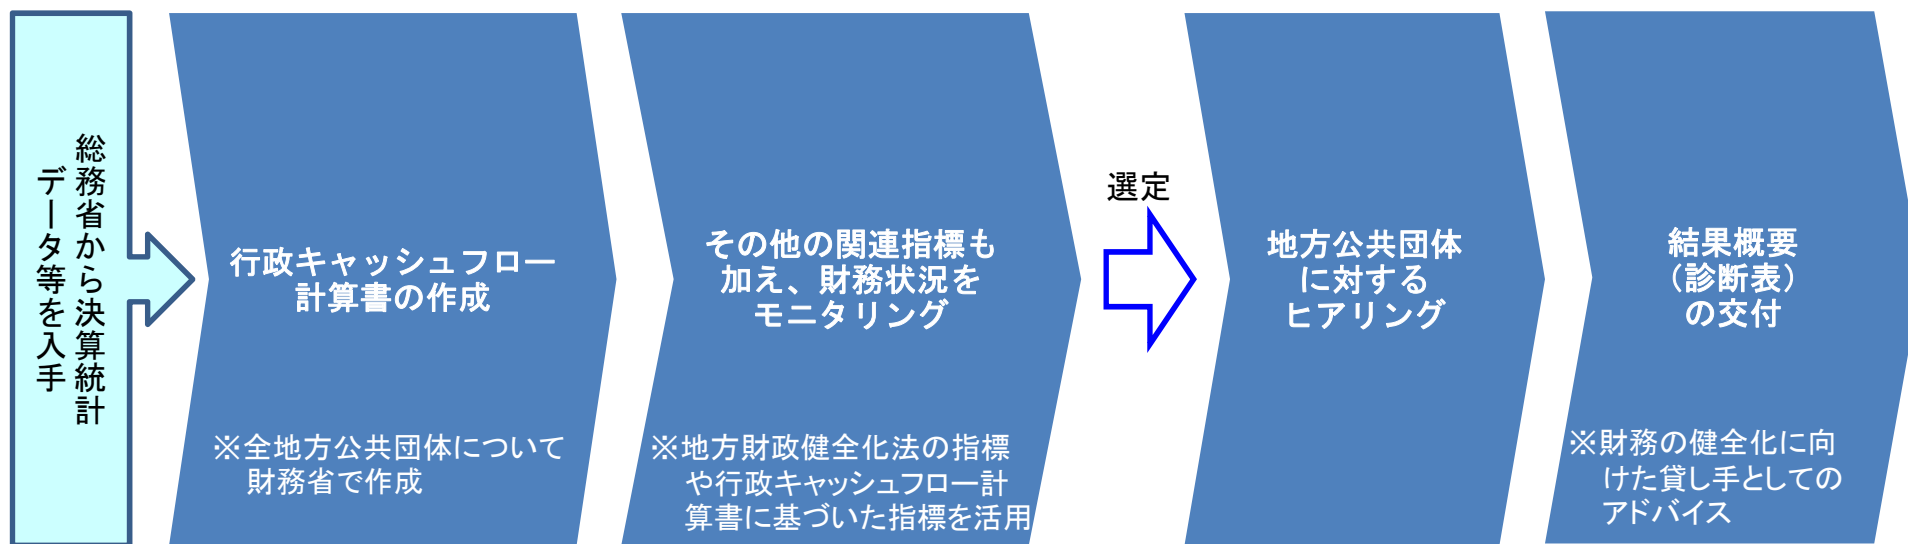 総務省から決算統計
データ等を入手
行政キャッシュフロー
計算書の作成
※全地方公共団体について
財務省で作成
その他の関連指標も
加え、財務状況を
モニタリング
※地方財政健全化法の指標
や行政キャッシュフロー計
算書に基づいた指標を活用
選定
地方公共団体
に対する
ヒアリング
結果概要
（診断表）
の交付
※財務の健全化に向
けた貸し手としての
アドバイス